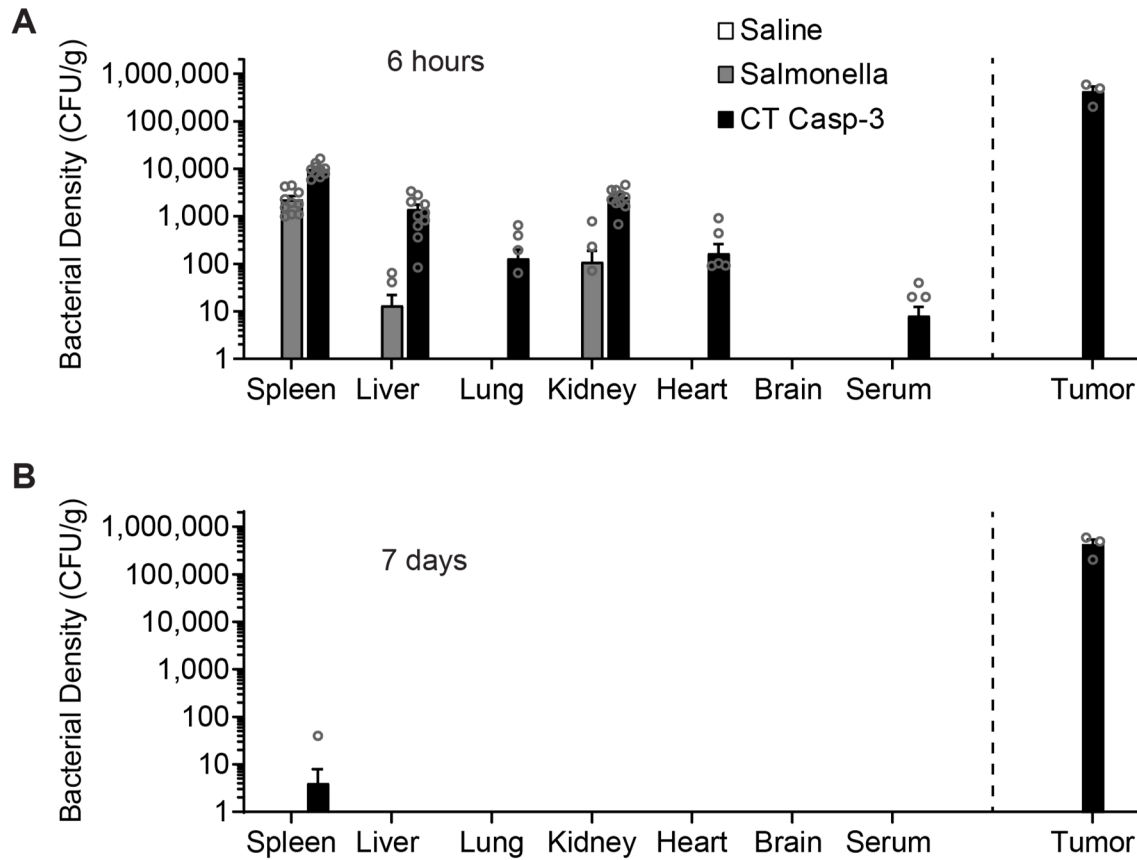 A
6 hours
Saline
Salmonella
CT Casp-3
Bacterial Density (CFU/g)
1,000,000
100,000
10,000
1,000
100
10
1
Spleen Liver Lung Kidney Heart Brain Serum Tumor
B
7 days
Bacterial Density (CFU/g)
1,000,000
100,000
10,000
1,000
100
10
1
Spleen Liver Lung Kidney Heart Brain Serum Tumor